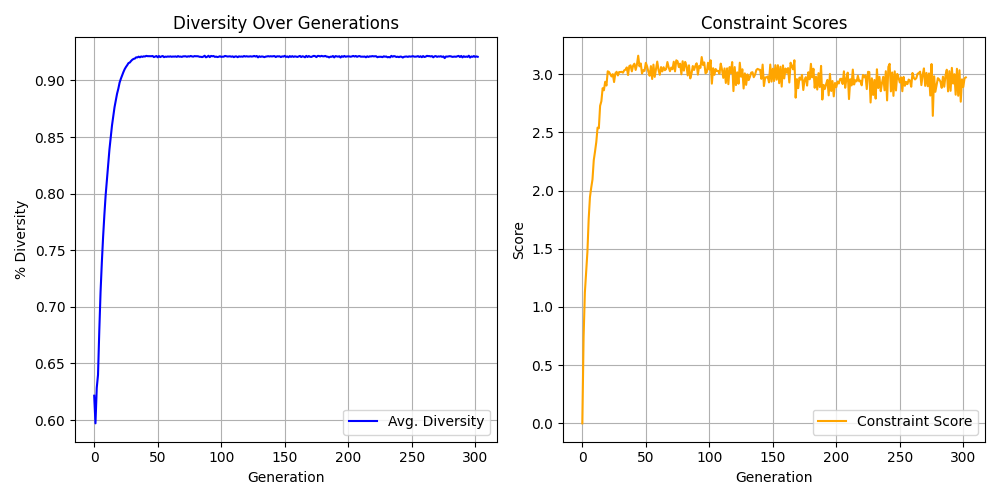 Diversity Over Generations
% Diversity
0.90
0.85
0.80
0.75
0.70
0.65
0.60
0 50 100 150 200 250 300
Generation
Avg. Diversity
Constraint Scores
Score
3.0
2.5
2.0
1.5
1.0
0.5
0.0
0 50 100 150 200 250 300
Generation
Constraint Score